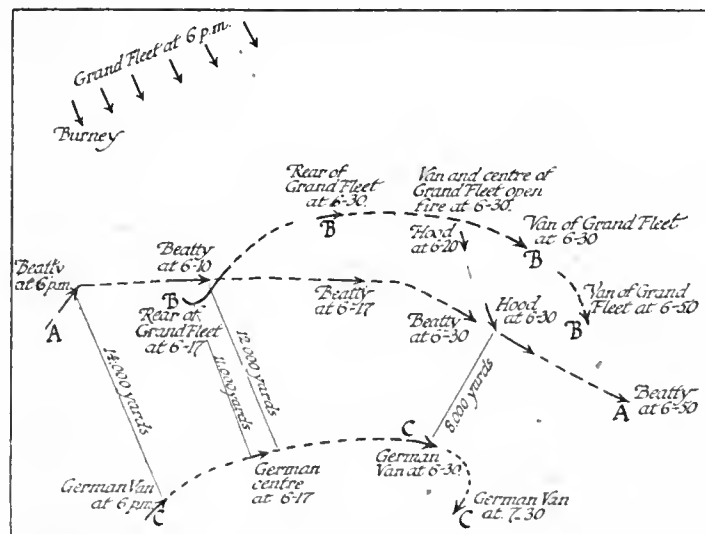 Grand Fleet at 6 p.m.
Burney
Rear of
Grand Fleet
at 6-30.
Van and centre of
Grand Fleet open
fire at 6-30.
Hood
at 6-20
B
Van of Grand Fleet
at 6-30
B
Beatty
at 6 p.m.
Beatty
at 6-10
A
B
Rear of
Grand Fleet
at 6-17
Beatty
at 6-17
Beatty
at 6-30
Hood
at 6-30
Van of Grand
Fleet at 6-50
B
14,000 yards
11,000 yards
12,000 yards
8,000 yards
A
Beatty
at 6-50
German Van
at 6 p.m.
C
German
centre
at 6-17
C
German
Van at 6-30
German Van
at 7-30
C